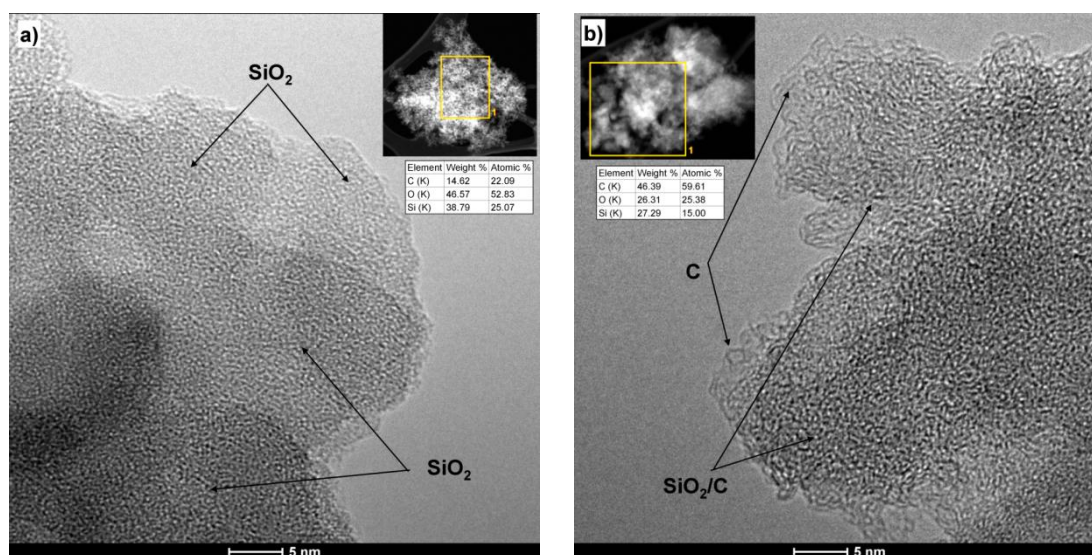 a)
SiO₂
1
Element Weight % Atomic %
C (K) 14.62 22.09
O (K) 46.57 52.83
Si (K) 38.79 25.07
SiO₂
5 nm
b)
1
Element Weight % Atomic %
C (K) 46.39 59.61
O (K) 26.31 25.38
Si (K) 27.29 15.00
C
SiO₂/C
5 nm